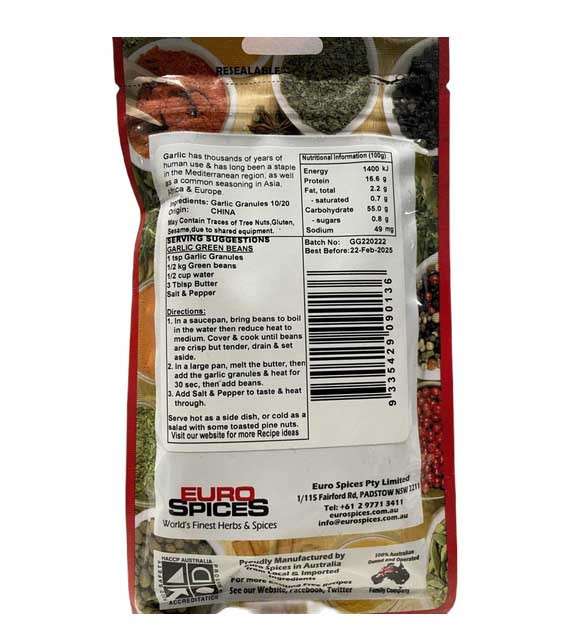 RESEALABLE
Garlic has thousands of years of
human use & has long been a staple
in the Mediterranean region, as well
as a common seasoning in Asia,
Africa & Europe.
Ingredients: Garlic Granules 10/20
Origin: CHINA
May Contain Traces of Tree Nuts,Gluten,
Sesame,due to shared equipment.
SERVING SUGGESTIONS
GARLIC GREEN BEANS
1 tsp Garlic Granules
1/2 kg Green beans
1/2 cup water
3 Tblsp Butter
Salt & Pepper
Directions:
1. In a saucepan, bring beans to boil
in the water then reduce heat to
medium. Cover & cook until beans
are crisp but tender, drain & set
aside.
2. In a large pan, melt the butter, then
add the garlic granules & heat for
30 sec, then add beans.
3. Add Salt & Pepper to taste & heat
through.
Serve hot as a side dish, or cold as a
salad with some toasted pine nuts.
Visit our website for more Recipe ideas
Nutritional Information (100g)
Energy 1400 kJ
Protein 16.6 g
Fat, total 2.2 g
- saturated 0.7 g
Carbohydrate 55.0 g
- sugars 0.8 g
Sodium 49 mg
Batch No: GG220222
Best Before:22-Feb-2025
9 335429 090136
EURO
SPICES
World's Finest Herbs & Spices
Euro Spices Pty Limited
1/115 Fairford Rd, PADSTOW NSW 2211
Tel: +61 2 9771 3411
eurospices.com.au
info@eurospices.com.au
HACCP AUSTRALIA
FOOD SAFETY
ACCREDITATION
Proudly Manufactured by
Euro Spices in Australia
from Local & Imported
Ingredients
For more Exciting Free Recipes
See our Website, Facebook, Twitter
100% Australian
Owned and Operated
Family Company